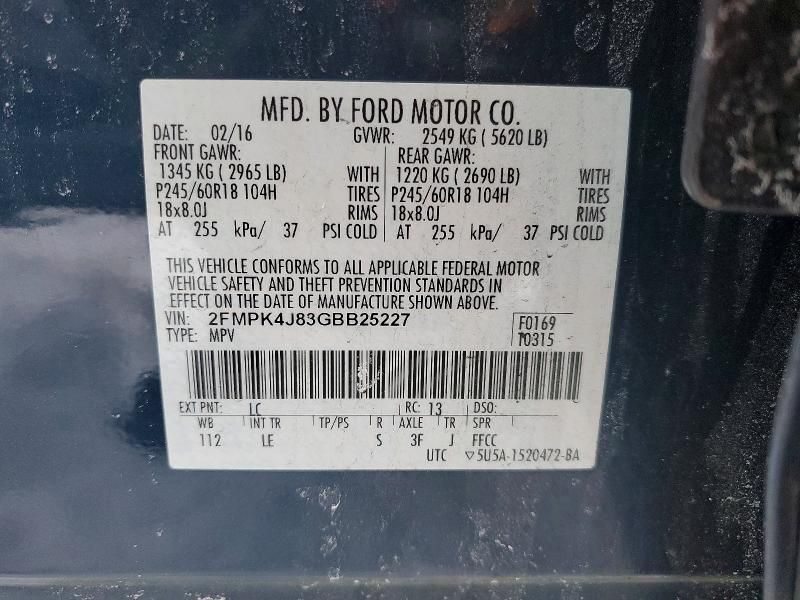 MFD. BY FORD MOTOR CO.
DATE: 02/16 GVWR: 2549 KG ( 5620 LB)
FRONT GAWR: REAR GAWR:
1345 KG ( 2965 LB) WITH 1220 KG ( 2690 LB) WITH
P245/60R18 104H TIRES P245/60R18 104H TIRES
18x8.0J RIMS 18x8.0J RIMS
AT 255 kPa/ 37 PSI COLD AT 255 kPa/ 37 PSI COLD
THIS VEHICLE CONFORMS TO ALL APPLICABLE FEDERAL MOTOR
VEHICLE SAFETY AND THEFT PREVENTION STANDARDS IN
EFFECT ON THE DATE OF MANUFACTURE SHOWN ABOVE.
VIN: 2FMPK4J83GBB25227 F0169
TYPE: MPV T0315
EXT PNT: LC RC: 13 DSO:
WB INT TR TP/PS R AXLE TR SPR
112 LE S 3F J FFCC
UTC ▽5U5A-1520472-BA